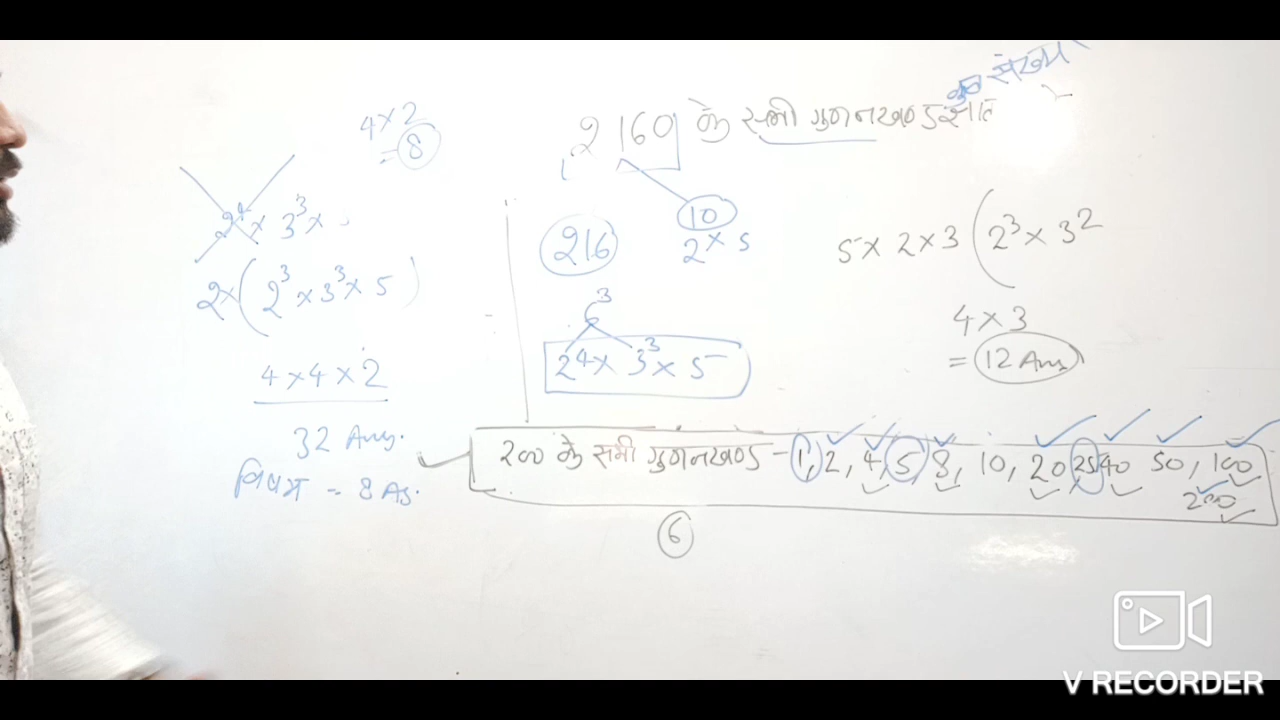 4×2
= 8
2⁴ × 3³ ×
2×(2³ × 3³ × 5)
4 × 4 × 2
32 Ans.
विषम = 8 As.
कुल संख्या
2160 के सभी गुणनखण्ड
10
2 × 5
216
6³
2⁴ × 3³ × 5
5 × 2 × 3 (2³ × 3²
4 × 3
= 12 Ans
200 के सभी गुणनखण्ड - 1, 2, 4, 5, 8, 10, 20, 25 40 50, 100
200
6
V RECORDER